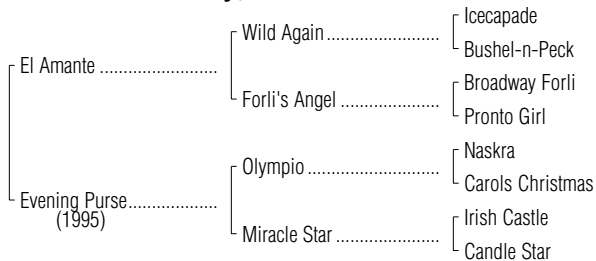 Icecapade
Wild Again
Bushel-n-Peck
El Amante
Broadway Forli
Forli's Angel
Pronto Girl
Naskra
Olympio
Carols Christmas
Evening Purse
(1995)
Irish Castle
Miracle Star
Candle Star